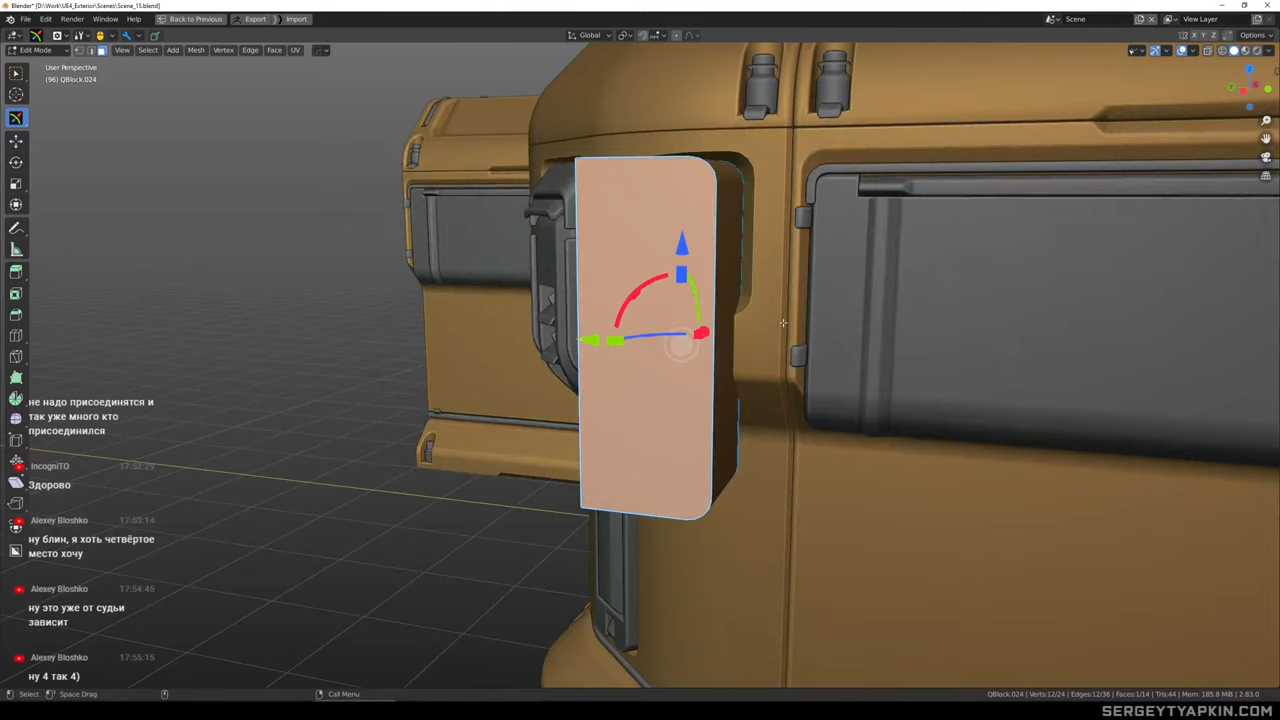 Blender* [D:\Work\UE4_Exterior\Scenes\Scene_15.blend]
File Edit Render Window Help Back to Previous Export Import Scene View Layer
Global X Y Z Options
Edit Mode View Select Add Mesh Vertex Edge Face UV
User Perspective
(96) QBlock.024
не надо присоединятся и
так уже много кто
присоединился
IncogniTO 17:52:29
Здорово
Alexey Bloshko 17:53:14
ну блин, я хоть четвёртое
место хочу
Alexey Bloshko 17:54:45
ну это уже от судьи
зависит
Alexey Bloshko 17:55:15
ну 4 так 4)
Select Space Drag Call Menu QBlock.024 | Verts:12/24 | Edges:12/36 | Faces:1/14 | Tris:44 | Mem: 185.8 MiB | 2.83.0
SERGEYTYAPKIN.COM